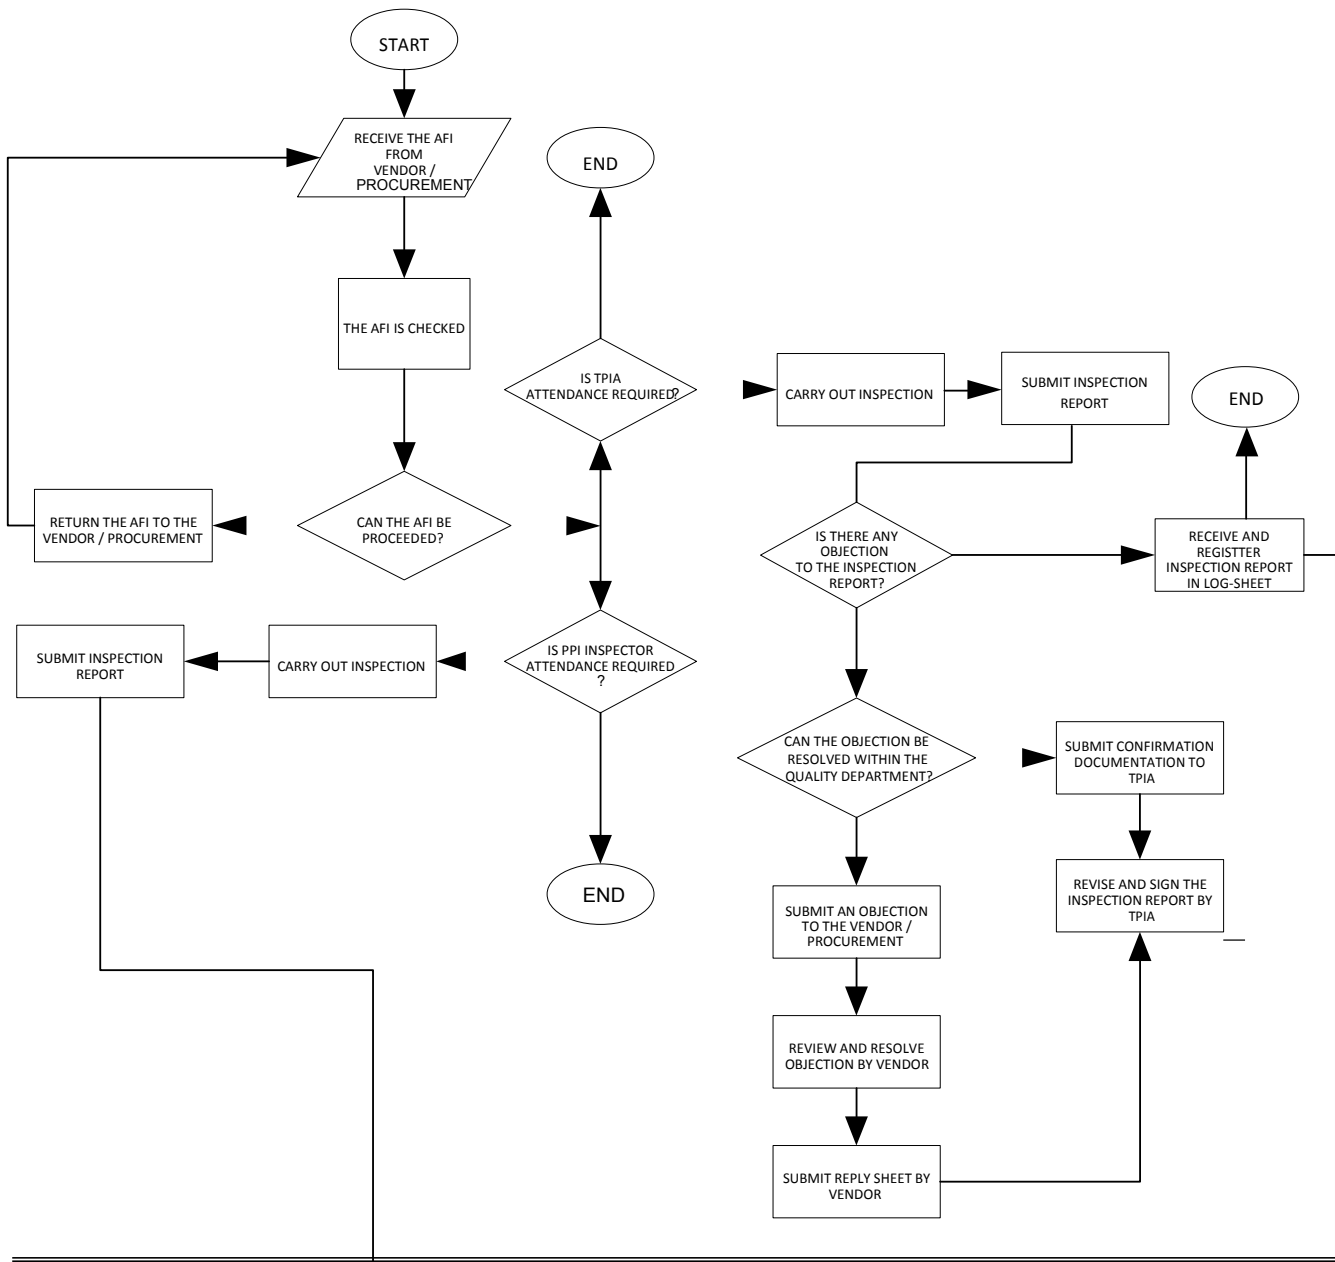 START
RECEIVE THE AFI
FROM
VENDOR /
PROCUREMENT
END
THE AFI IS CHECKED
IS TPIA
ATTENDANCE REQUIRED?
CARRY OUT INSPECTION
SUBMIT INSPECTION
REPORT
END
RETURN THE AFI TO THE
VENDOR / PROCUREMENT
CAN THE AFI BE
PROCEEDED?
IS THERE ANY
OBJECTION
TO THE INSPECTION
REPORT?
RECEIVE AND
REGISTTER
INSPECTION REPORT
IN LOG-SHEET
SUBMIT INSPECTION
REPORT
CARRY OUT INSPECTION
IS PPI INSPECTOR
ATTENDANCE REQUIRED
?
CAN THE OBJECTION BE
RESOLVED WITHIN THE
QUALITY DEPARTMENT?
SUBMIT CONFIRMATION
DOCUMENTATION TO
TPIA
END
SUBMIT AN OBJECTION
TO THE VENDOR /
PROCUREMENT
REVISE AND SIGN THE
INSPECTION REPORT BY
TPIA
REVIEW AND RESOLVE
OBJECTION BY VENDOR
SUBMIT REPLY SHEET BY
VENDOR